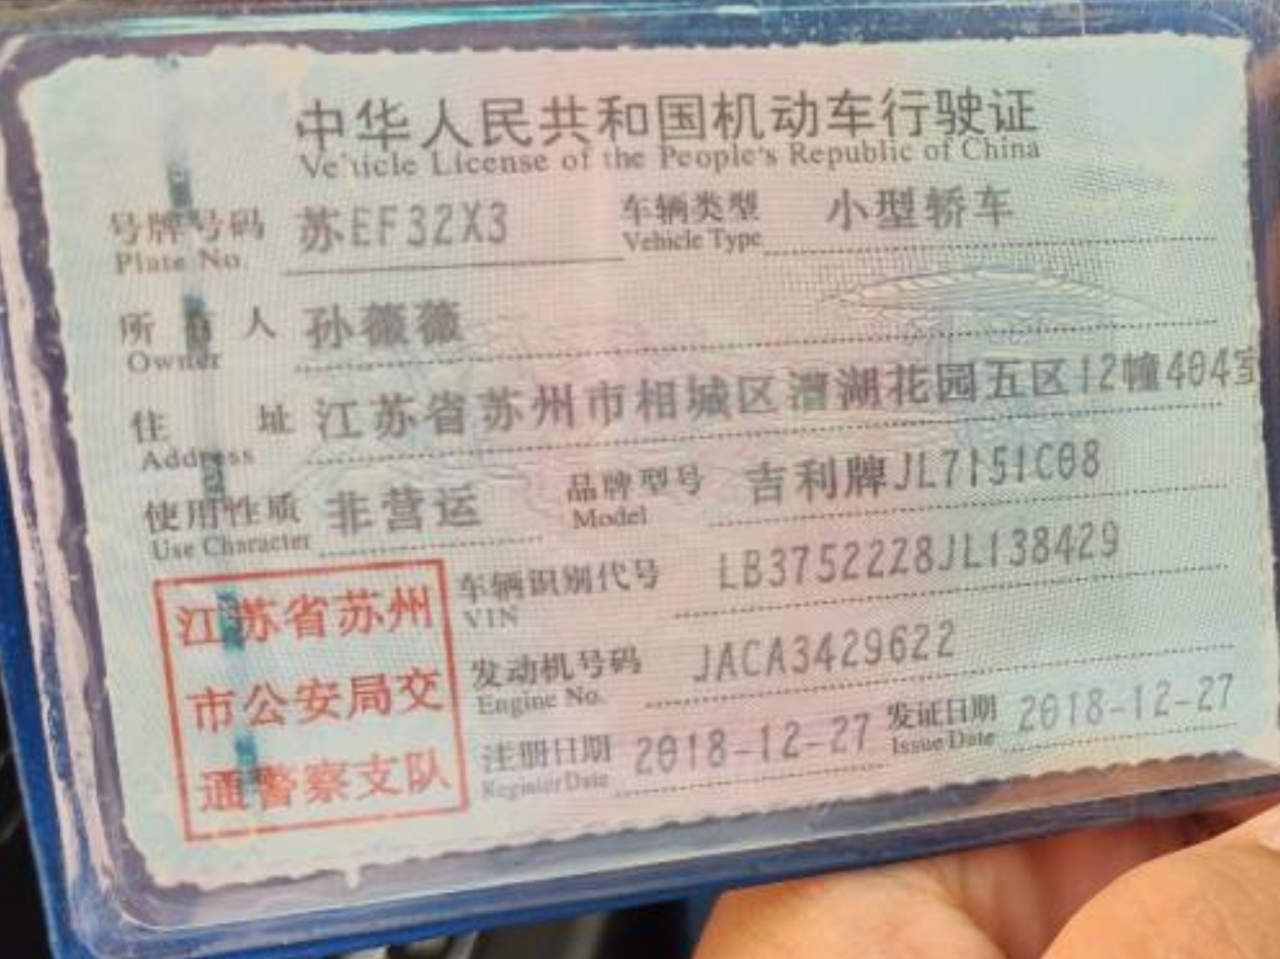 中华人民共和国机动车行驶证
Vehicle License of the People's Republic of China
号牌号码 苏EF32X3 车辆类型 小型轿车
Plate No. Vehicle Type
所有人 孙薇薇
Owner
住址 江苏省苏州市相城区漕湖花园五区12幢404室
Address
使用性质 非营运 品牌型号 吉利牌JL7151C08
Use Character Model
车辆识别代号 LB37522Z8JL138429
VIN
发动机号码 JACA3429622
Engine No.
注册日期 2018-12-27 发证日期 2018-12-27
Register Date Issue Date
江苏省苏州
市公安局交
通警察支队